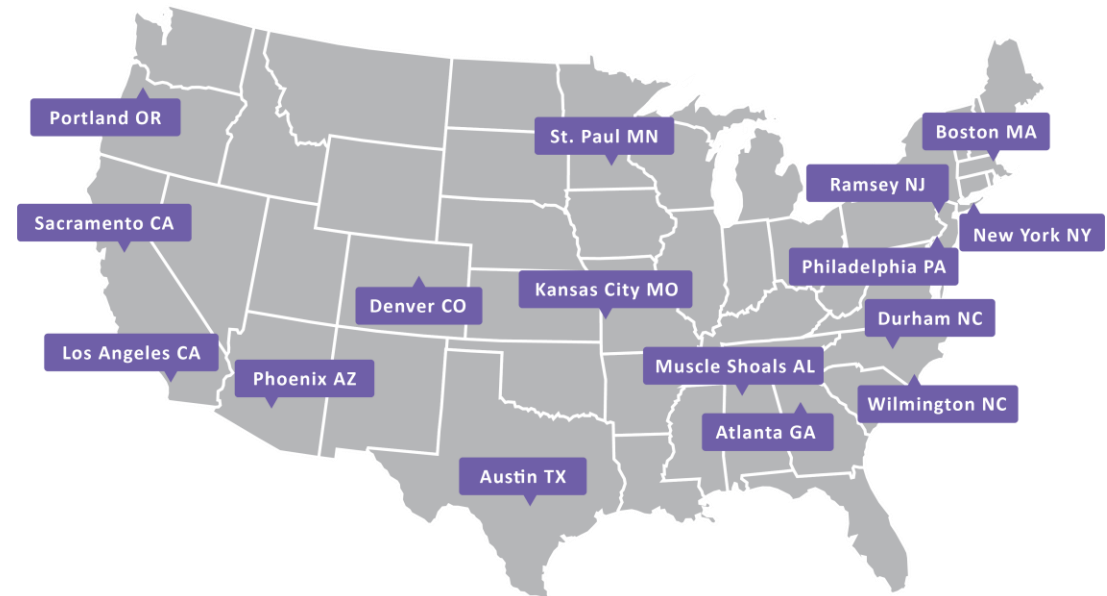 Portland OR
St. Paul MN
Boston MA
Ramsey NJ
Sacramento CA
New York NY
Philadelphia PA
Kansas City MO
Denver CO
Durham NC
Los Angeles CA
Muscle Shoals AL
Phoenix AZ
Wilmington NC
Atlanta GA
Austin TX